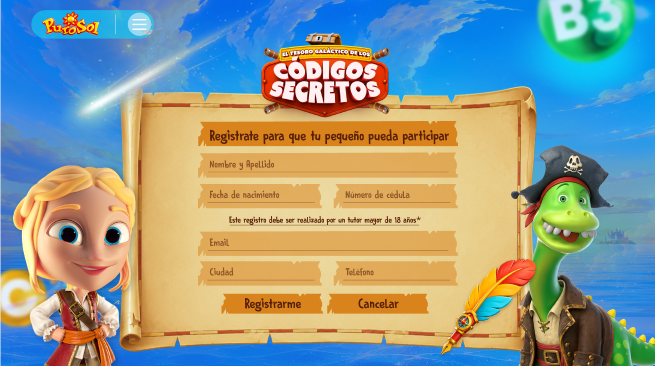 PuroSol
B3
EL TESORO GALÁCTICO DE LOS
CÓDIGOS
SECRETOS
Registrate para que tu pequeño pueda participar
Nombre y Apellido
Fecha de nacimiento
Número de cédula
Este registro debe ser realizado por un tutor mayor de 18 años*
Email
Ciudad
Teléfono
Registrarme
Cancelar
C